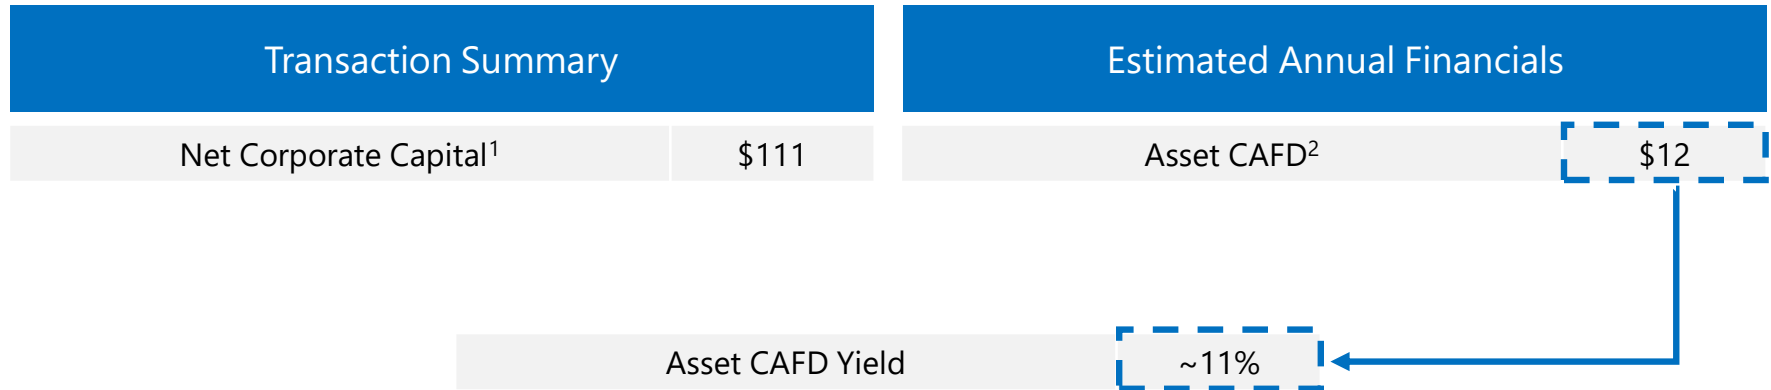 Transaction Summary
Net Corporate Capital¹ $111
Estimated Annual Financials
Asset CAFD² $12
Asset CAFD Yield ~11%